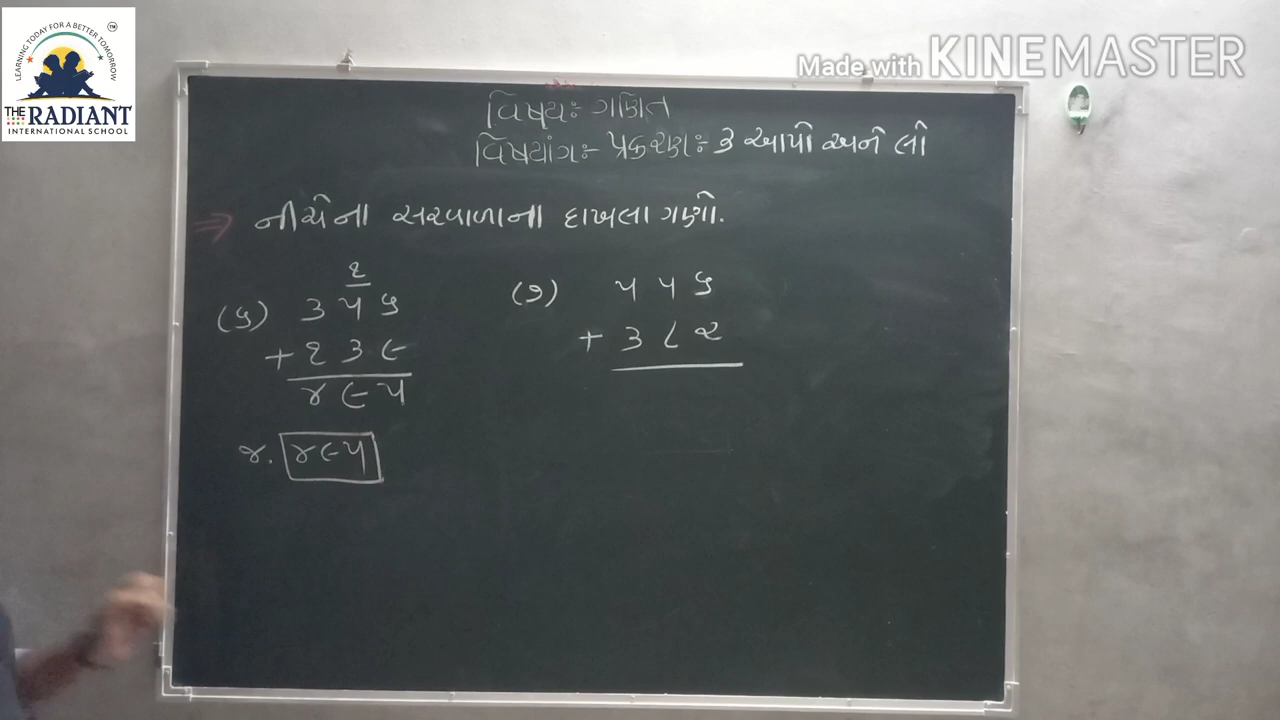 LEARNING TODAY FOR A BETTER TOMORROW
TM
THE RADIANT
INTERNATIONAL SCHOOL
Made with KINEMASTER
વિષય:- ગણિત
વિષયાંગ:- પ્રકરણ:- ૩ આપો અને લો
⇒ નીચેના સરવાળાના દાખલા ગણો.
૧
(૬) ૩ ૫ ૬
+ ૧ ૩ ૯
૪ ૯ ૫
જ. ૪૯૫
(૭) ૫ ૫ ૬
+ ૩ ૮ ૨